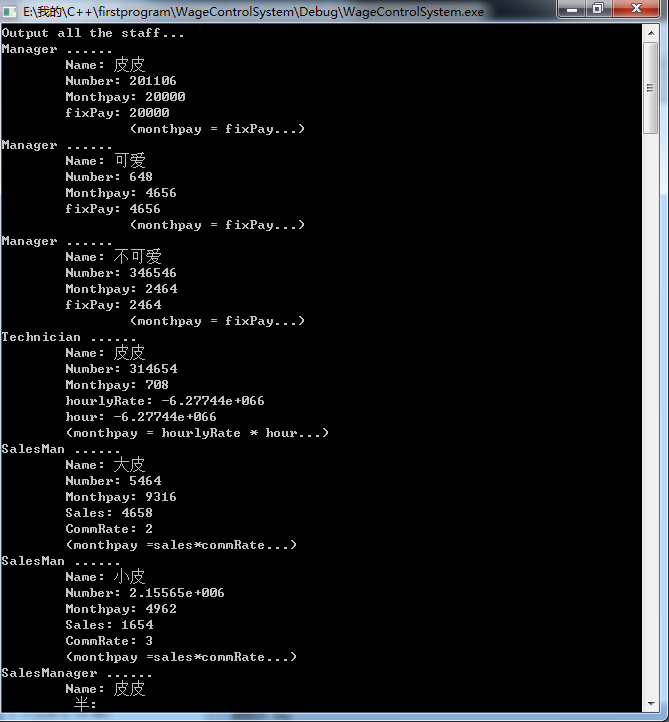 E:\我的\C++\firstprogram\WageControlSystem\Debug\WageControlSystem.exe
Output all the staff...
Manager ......
Name: 皮皮
Number: 201106
Monthpay: 20000
fixPay: 20000
(monthpay = fixPay...)
Manager ......
Name: 可爱
Number: 648
Monthpay: 4656
fixPay: 4656
(monthpay = fixPay...)
Manager ......
Name: 不可爱
Number: 346546
Monthpay: 2464
fixPay: 2464
(monthpay = fixPay...)
Technician ......
Name: 皮皮
Number: 314654
Monthpay: 708
hourlyRate: -6.27744e+066
hour: -6.27744e+066
(monthpay = hourlyRate * hour...)
SalesMan ......
Name: 大皮
Number: 5464
Monthpay: 9316
Sales: 4658
CommRate: 2
(monthpay =sales*commRate...)
SalesMan ......
Name: 小皮
Number: 2.15565e+006
Monthpay: 4962
Sales: 1654
CommRate: 3
(monthpay =sales*commRate...)
SalesManager ......
Name: 皮皮
半: